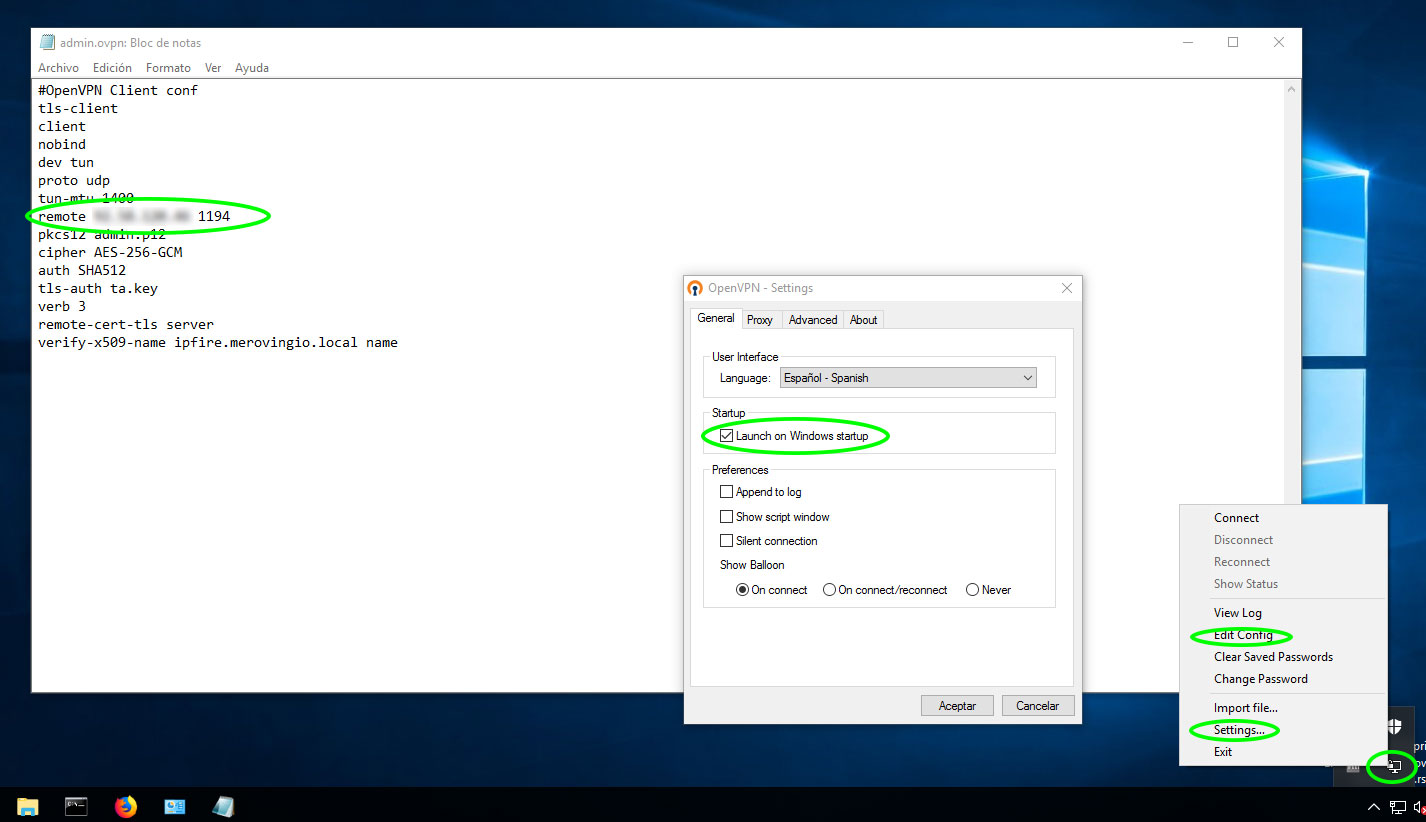 admin.ovpn: Bloc de notas
Archivo Edición Formato Ver Ayuda
#OpenVPN Client conf
tls-client
client
nobind
dev tun
proto udp
tun-mtu 1400
remote 1194
pkcs12 admin.p12
cipher AES-256-GCM
auth SHA512
tls-auth ta.key
verb 3
remote-cert-tls server
verify-x509-name ipfire.merovingio.local name
OpenVPN - Settings
General Proxy Advanced About
User Interface
Language: Español - Spanish
Startup
Launch on Windows startup
Preferences
Append to log
Show script window
Silent connection
Show Balloon
On connect On connect/reconnect Never
Aceptar Cancelar
Connect
Disconnect
Reconnect
Show Status
View Log
Edit Config
Clear Saved Passwords
Change Password
Import file...
Settings...
Exit